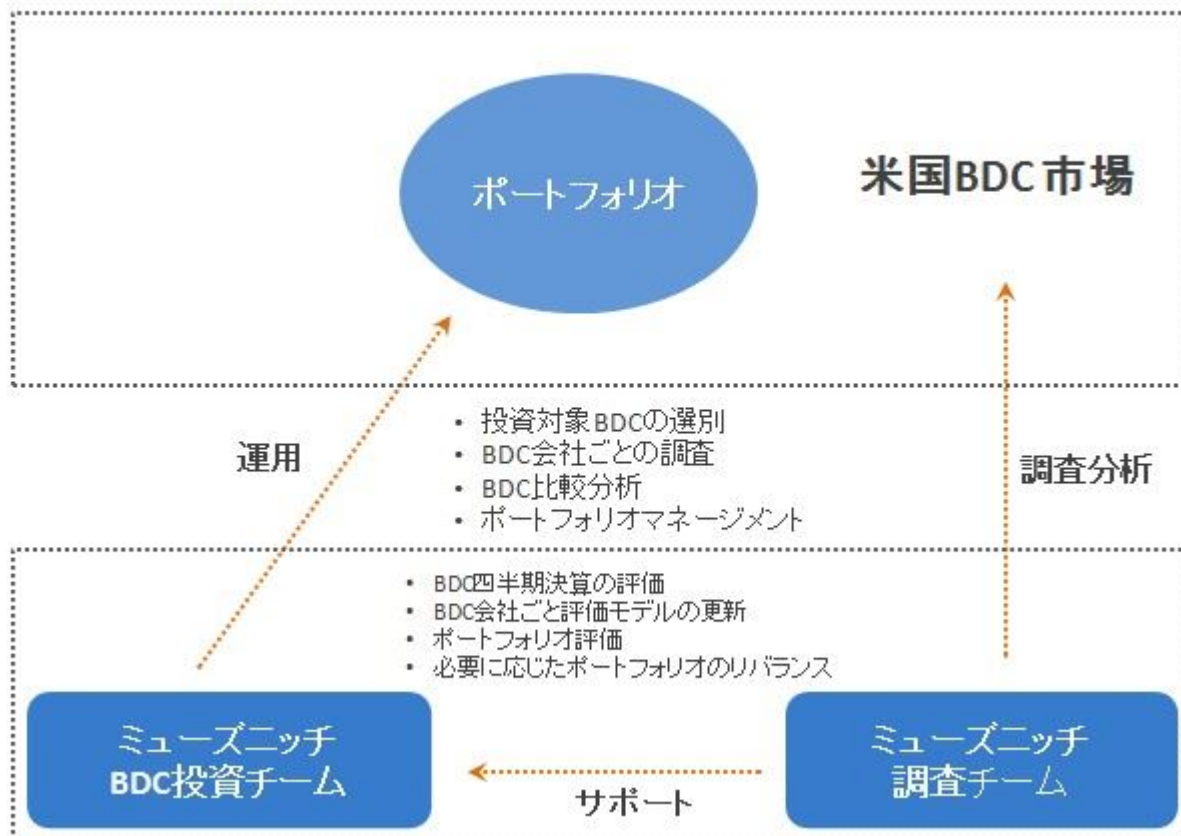 ポートフォリオ
米国BDC市場
運用
• 投資対象BDCの選別
• BDC会社ごとの調査
• BDC比較分析
• ポートフォリオマネージメント
調査分析
• BDC四半期決算の評価
• BDC会社ごと評価モデルの更新
• ポートフォリオ評価
• 必要に応じたポートフォリオのリバランス
ミューズニッチ
BDC投資チーム
サポート
ミューズニッチ
調査チーム